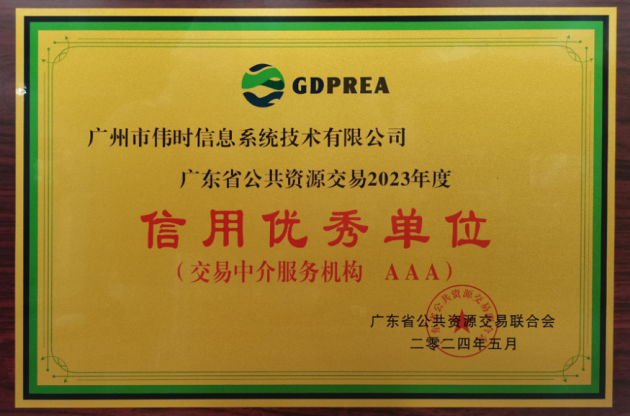 GDPREA
广州市伟时信息系统技术有限公司
广东省公共资源交易2023年度
信用优秀单位
（交易中介服务机构 AAA）
广东省公共资源交易联合会
二零二四年五月